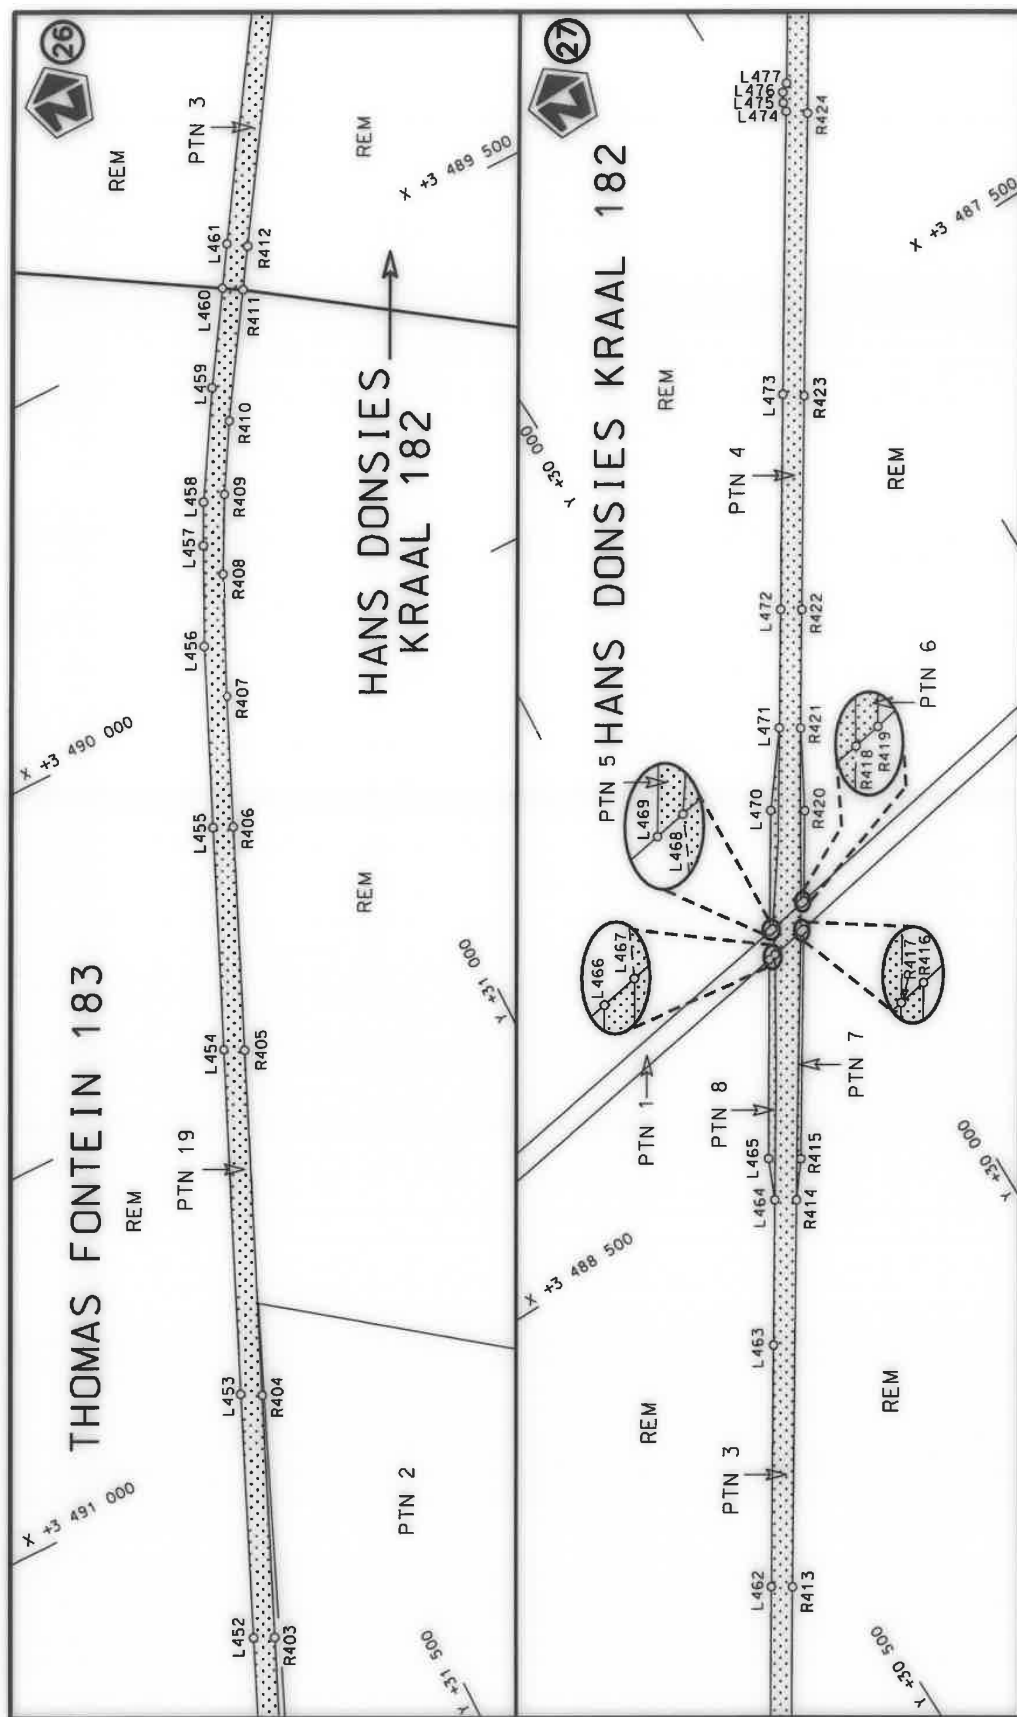 26
THOMAS FONTEIN 183
REM
REM
PTN 19
PTN 3
L452
L453
L454
L455
L456
L457
L458
L459
L460
L461
R403
R404
R405
R406
R407
R408
R409
R410
R411
R412
HANS DONSIES
KRAAL 182
PTN 2
REM
REM
X +3 491 000
X +3 490 000
X +3 489 500
Y +31 500
Y +31 000
27
HANS DONSIES KRAAL 182
Y +30 000
X +3 488 500
REM
REM
PTN 1
PTN 3
PTN 8
PTN 5
PTN 4
L462
L463
L464
L465
L466
L467
L468
L469
L470
L471
L472
L473
L474
L475
L476
L477
R413
R414
R415
R417
R416
R418
R419
R420
R421
R422
R423
R424
PTN 7
PTN 6
REM
REM
Y +30 500
Y +30 000
X +3 487 500